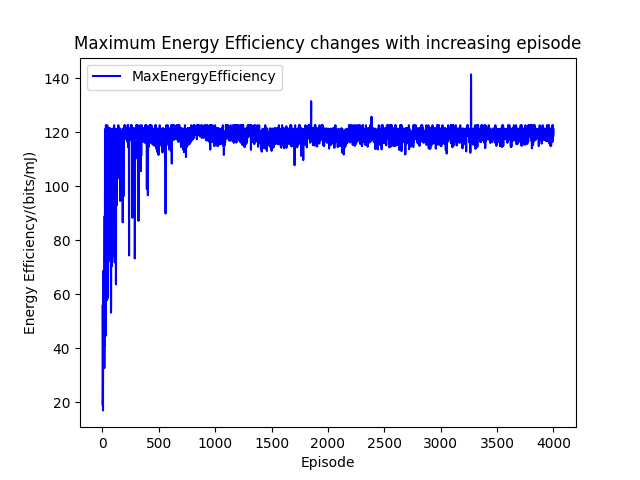 Maximum Energy Efficiency changes with increasing episode
MaxEnergyEfficiency
140
120
100
80
60
40
20
Energy Efficiency/(bits/mJ)
0 500 1000 1500 2000 2500 3000 3500 4000
Episode